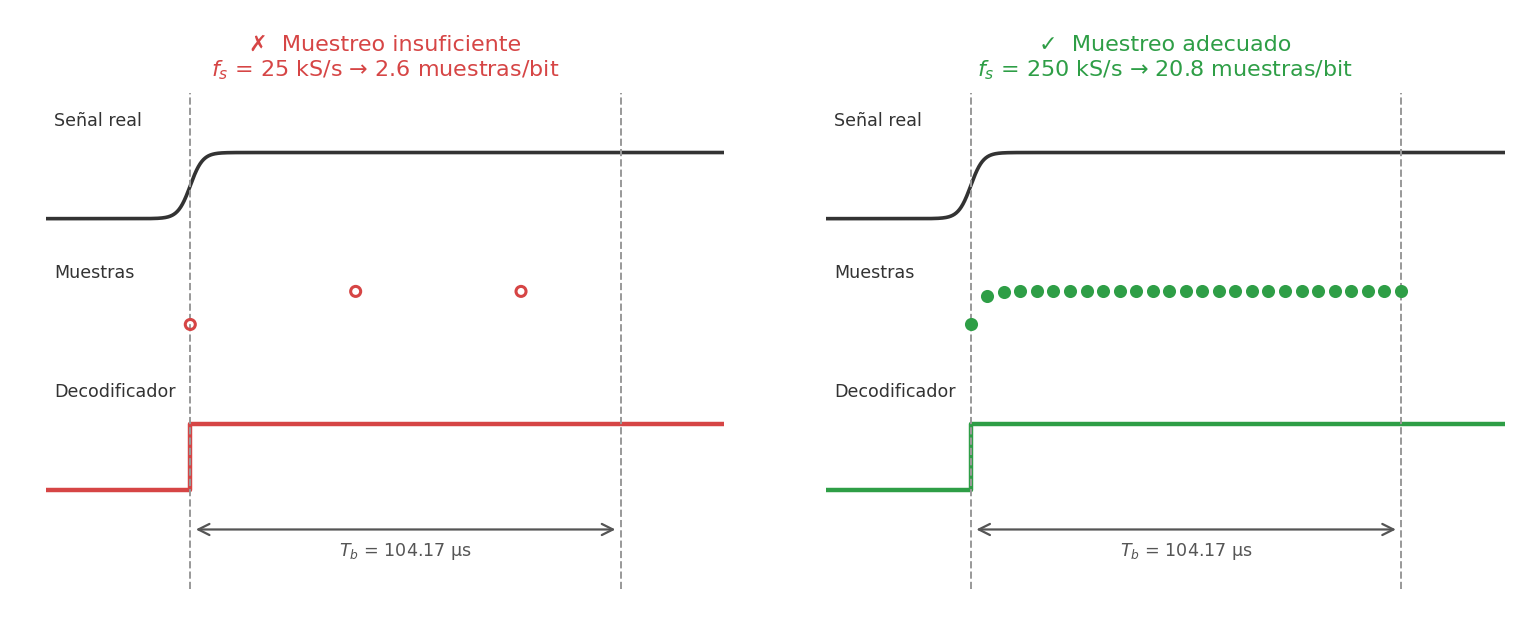 ✗ Muestreo insuficiente
fs = 25 kS/s → 2.6 muestras/bit
Señal real
Muestras
Decodificador
Tb = 104.17 µs
✓ Muestreo adecuado
fs = 250 kS/s → 20.8 muestras/bit
Señal real
Muestras
Decodificador
Tb = 104.17 µs